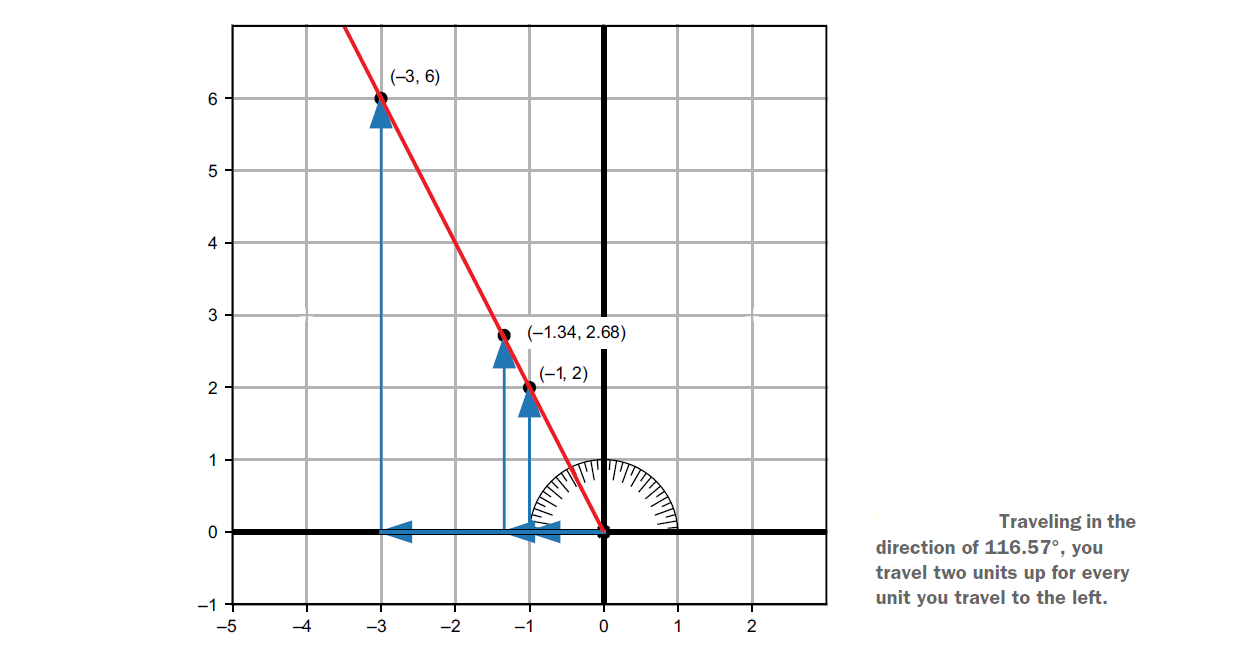 (–3, 6)
6
5
4
3
(–1.34, 2.68)
(–1, 2)
2
1
0
–1
–5 –4 –3 –2 –1 0 1 2
Traveling in the
direction of 116.57°, you
travel two units up for every
unit you travel to the left.